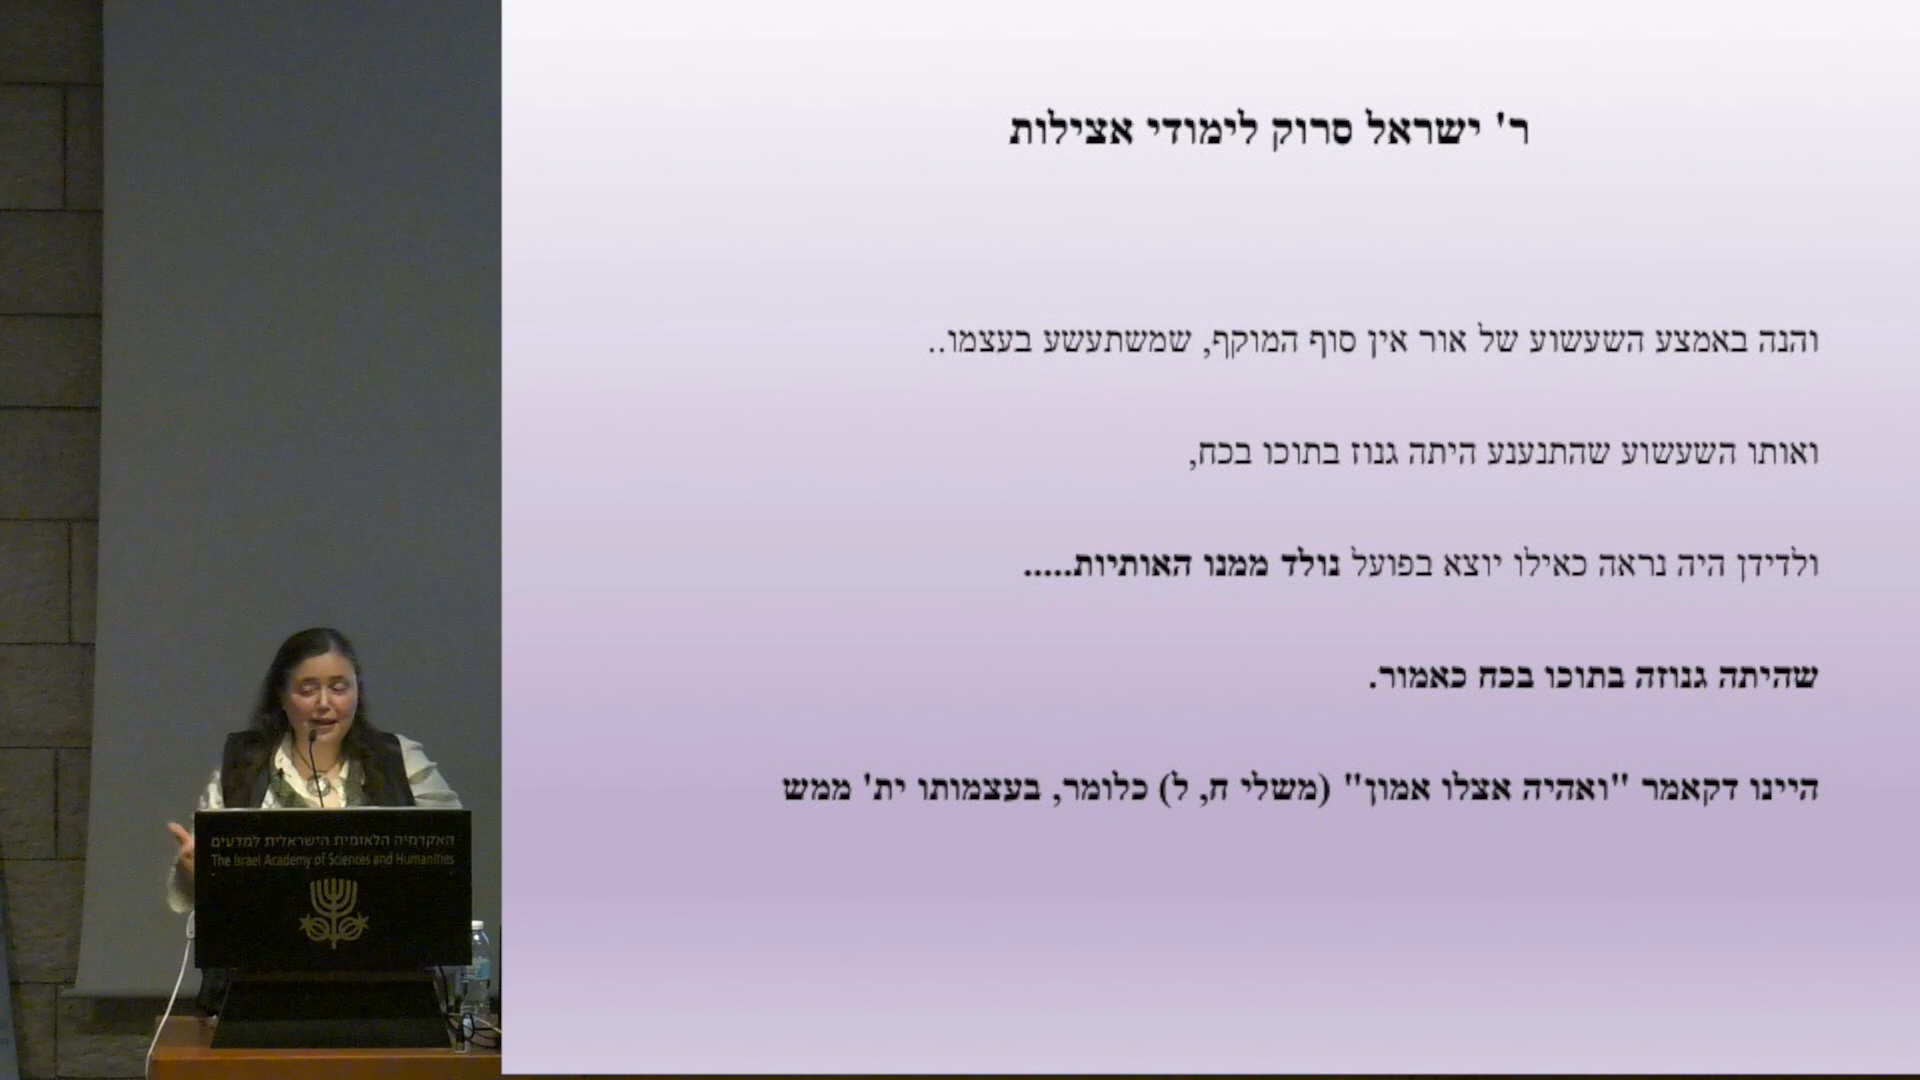 ר' ישראל סרוק לימודי אצילות
והנה באמצע השעשוע של אור אין סוף המוקף, שמשתעשע בעצמו..
ואותו השעשוע שהתנענע היתה גנוז בתוכו בכח,
ולדידן היה נראה כאילו יוצא בפועל נולד ממנו האותיות.....
שהיתה גנוזה בתוכו בכח כאמור.
היינו דקאמר "ואהיה אצלו אמון" (משלי ח, ל) כלומר, בעצמותו ית' ממש
האקדמיה הלאומית הישראלית למדעים
The Israel Academy of Sciences and Humanities